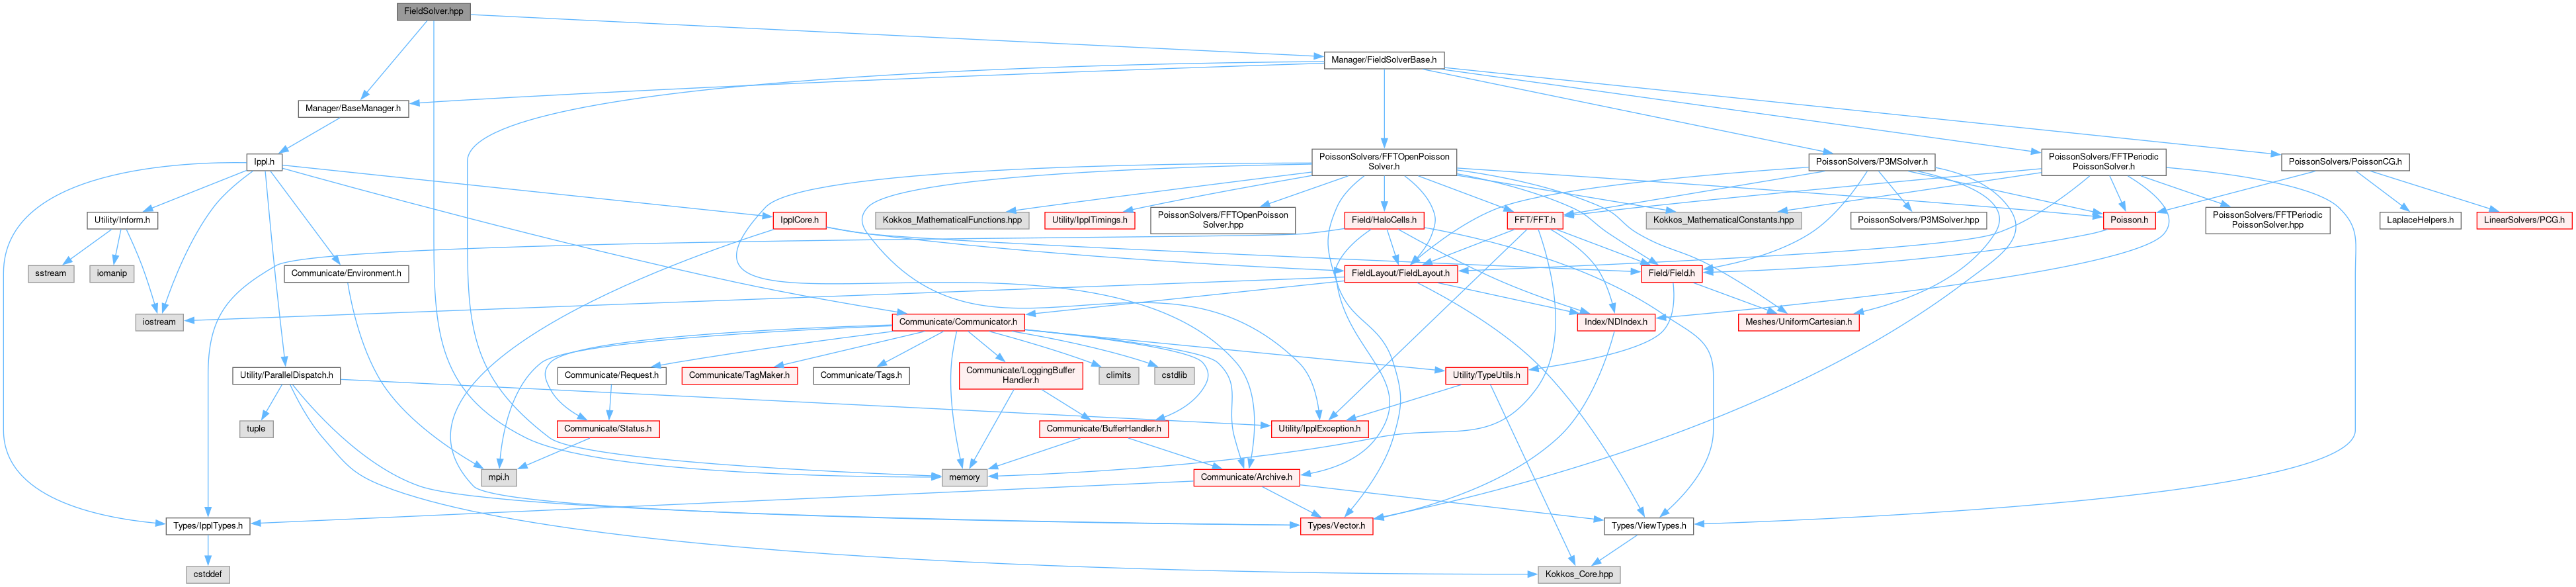 FieldSolver.hpp
Manager/FieldSolverBase.h
Manager/BaseManager.h
Ippl.h
PoissonSolvers/FFTOpenPoisson
Solver.h
PoissonSolvers/P3MSolver.h
PoissonSolvers/FFTPeriodic
PoissonSolver.h
PoissonSolvers/PoissonCG.h
Utility/Inform.h
IpplCore.h
Kokkos_MathematicalFunctions.hpp
Utility/IpplTimings.h
PoissonSolvers/FFTOpenPoisson
Solver.hpp
Field/HaloCells.h
FFT/FFT.h
Kokkos_MathematicalConstants.hpp
PoissonSolvers/P3MSolver.hpp
Poisson.h
PoissonSolvers/FFTPeriodic
PoissonSolver.hpp
LaplaceHelpers.h
LinearSolvers/PCG.h
sstream
iomanip
Communicate/Environment.h
FieldLayout/FieldLayout.h
Field/Field.h
iostream
Communicate/Communicator.h
Index/NDIndex.h
Meshes/UniformCartesian.h
Utility/ParallelDispatch.h
Communicate/Request.h
Communicate/TagMaker.h
Communicate/Tags.h
Communicate/LoggingBuffer
Handler.h
climits
cstdlib
Utility/TypeUtils.h
tuple
Communicate/Status.h
Communicate/BufferHandler.h
Utility/IpplException.h
mpi.h
memory
Communicate/Archive.h
Types/IpplTypes.h
Types/Vector.h
Types/ViewTypes.h
cstddef
Kokkos_Core.hpp